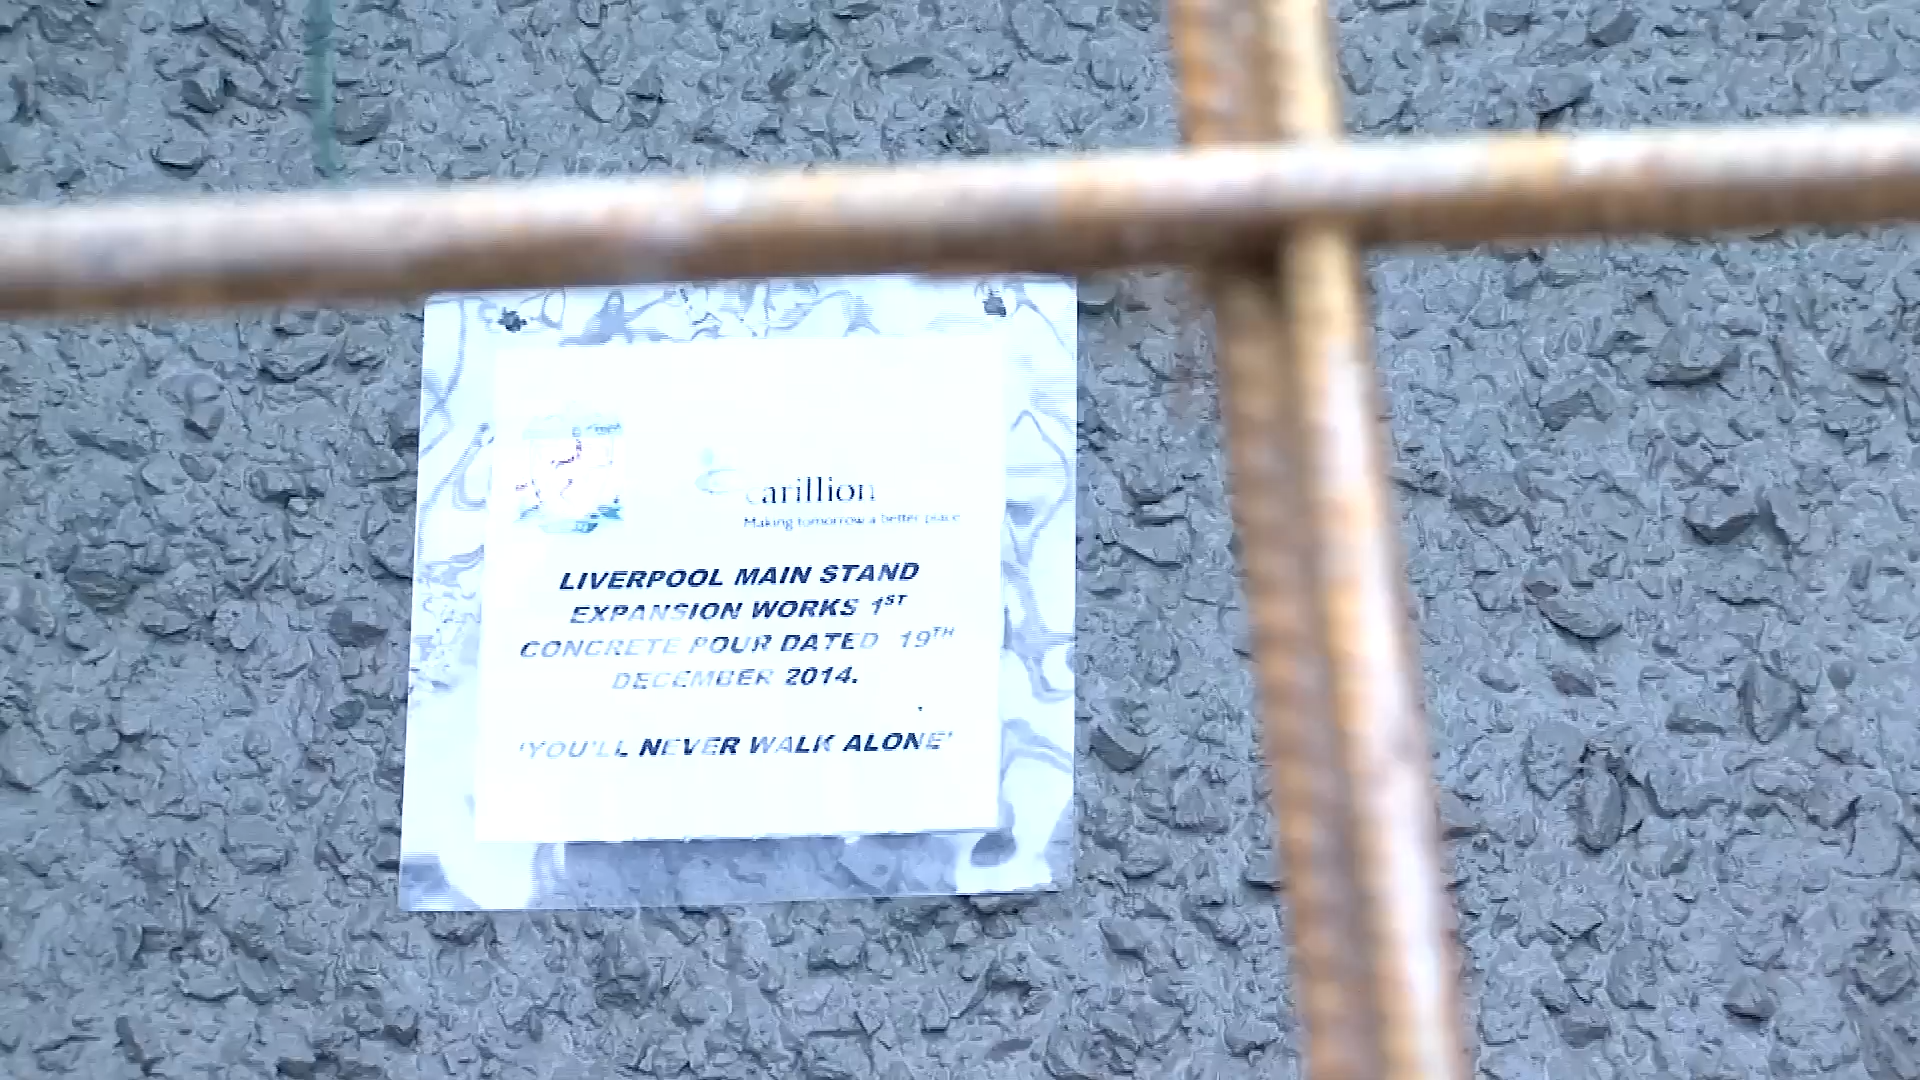 carillion
Making tomorrow a better place
LIVERPOOL MAIN STAND
EXPANSION WORKS 1ST
CONCRETE POUR DATED 19TH
DECEMBER 2014.
'YOU'LL NEVER WALK ALONE'